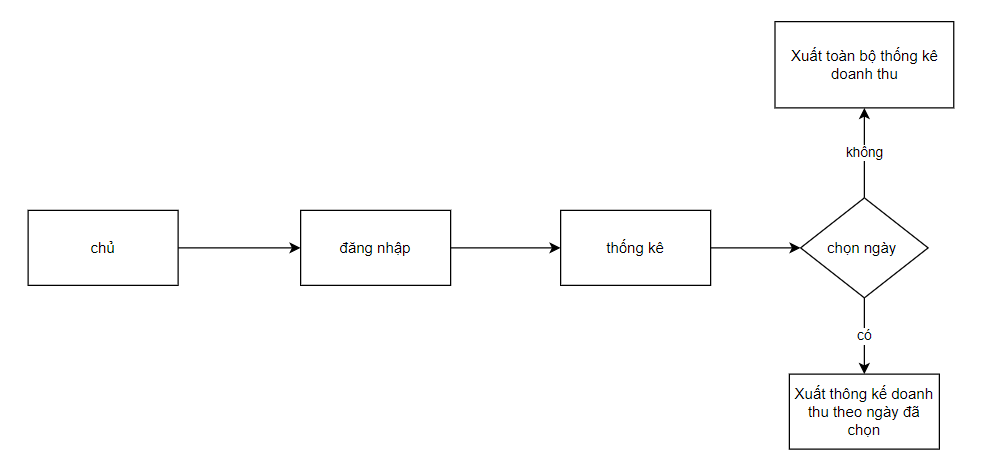 Xuất toàn bộ thống kê
doanh thu
không
chủ
đăng nhập
thống kê
chọn ngày
có
Xuất thông kế doanh
thu theo ngày đã
chọn